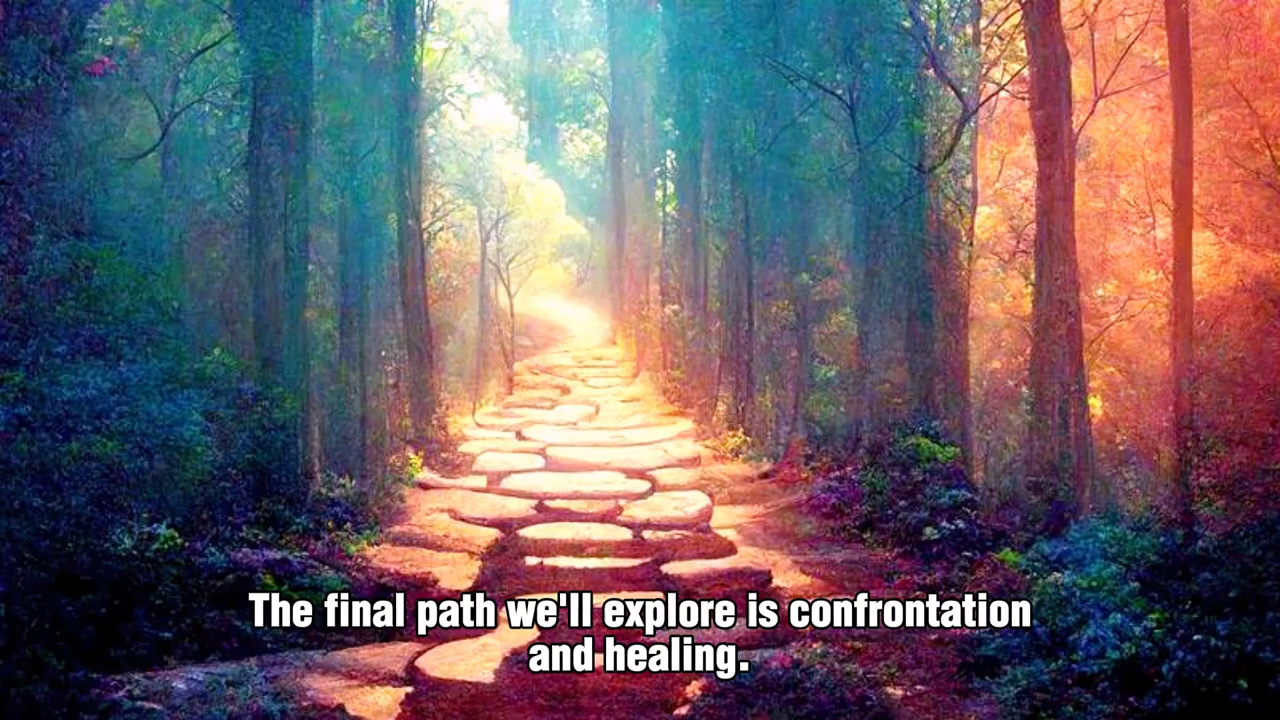 The final path we'll explore is confrontation
and healing.